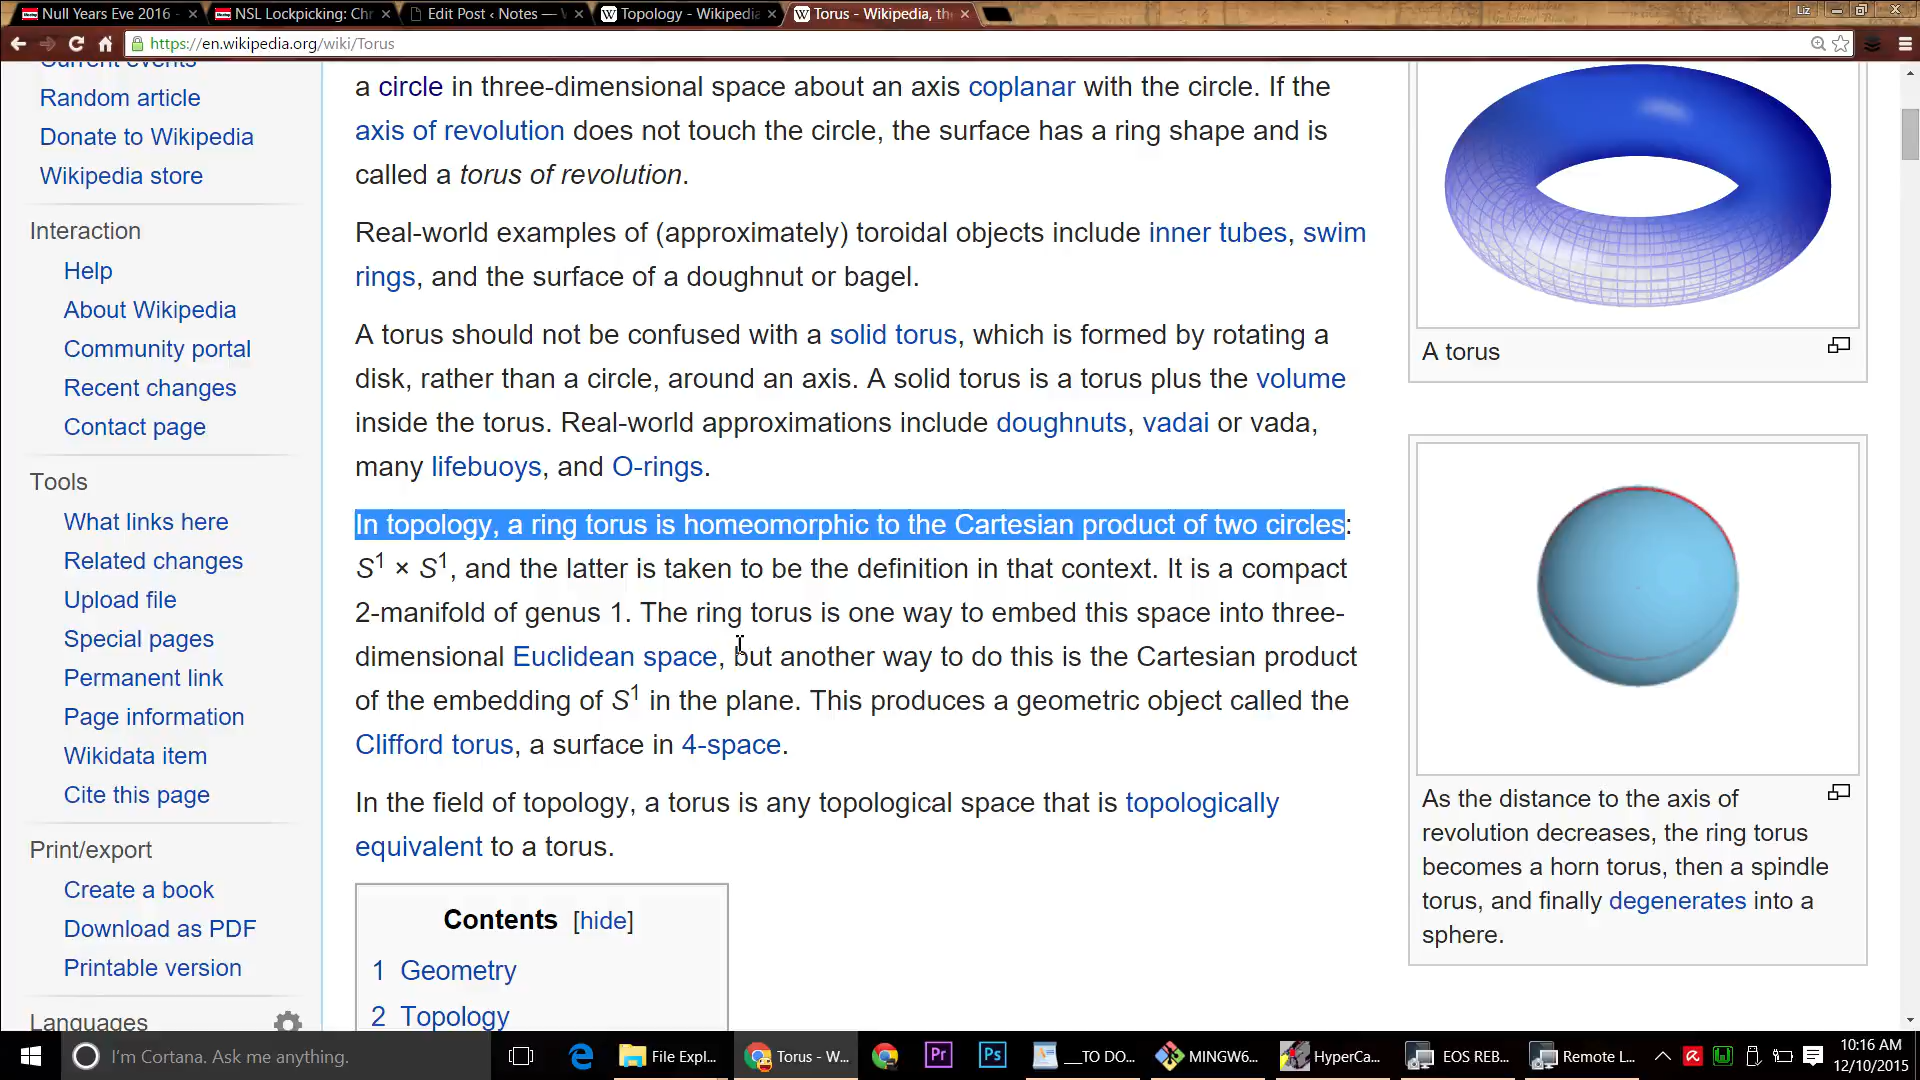 Null Years Eve 2016 -
NSL Lockpicking: Chr
Edit Post ‹ Notes — W
Topology - Wikipedia
Torus - Wikipedia, the
Liz
https://en.wikipedia.org/wiki/Torus
Current events
Random article
Donate to Wikipedia
Wikipedia store
Interaction
Help
About Wikipedia
Community portal
Recent changes
Contact page
Tools
What links here
Related changes
Upload file
Special pages
Permanent link
Page information
Wikidata item
Cite this page
Print/export
Create a book
Download as PDF
Printable version
Languages
a circle in three-dimensional space about an axis coplanar with the circle. If the
axis of revolution does not touch the circle, the surface has a ring shape and is
called a torus of revolution.
Real-world examples of (approximately) toroidal objects include inner tubes, swim
rings, and the surface of a doughnut or bagel.
A torus should not be confused with a solid torus, which is formed by rotating a
disk, rather than a circle, around an axis. A solid torus is a torus plus the volume
inside the torus. Real-world approximations include doughnuts, vadai or vada,
many lifebuoys, and O-rings.
In topology, a ring torus is homeomorphic to the Cartesian product of two circles:
S¹ × S¹, and the latter is taken to be the definition in that context. It is a compact
2-manifold of genus 1. The ring torus is one way to embed this space into three-
dimensional Euclidean space, but another way to do this is the Cartesian product
of the embedding of S¹ in the plane. This produces a geometric object called the
Clifford torus, a surface in 4-space.
In the field of topology, a torus is any topological space that is topologically
equivalent to a torus.
Contents [hide]
1 Geometry
2 Topology
A torus
As the distance to the axis of
revolution decreases, the ring torus
becomes a horn torus, then a spindle
torus, and finally degenerates into a
sphere.
I'm Cortana. Ask me anything.
File Expl...
Torus - W...
Pr
Ps
__TO DO...
MINGW6...
HyperCa...
EOS REB...
Remote L...
10:16 AM
12/10/2015